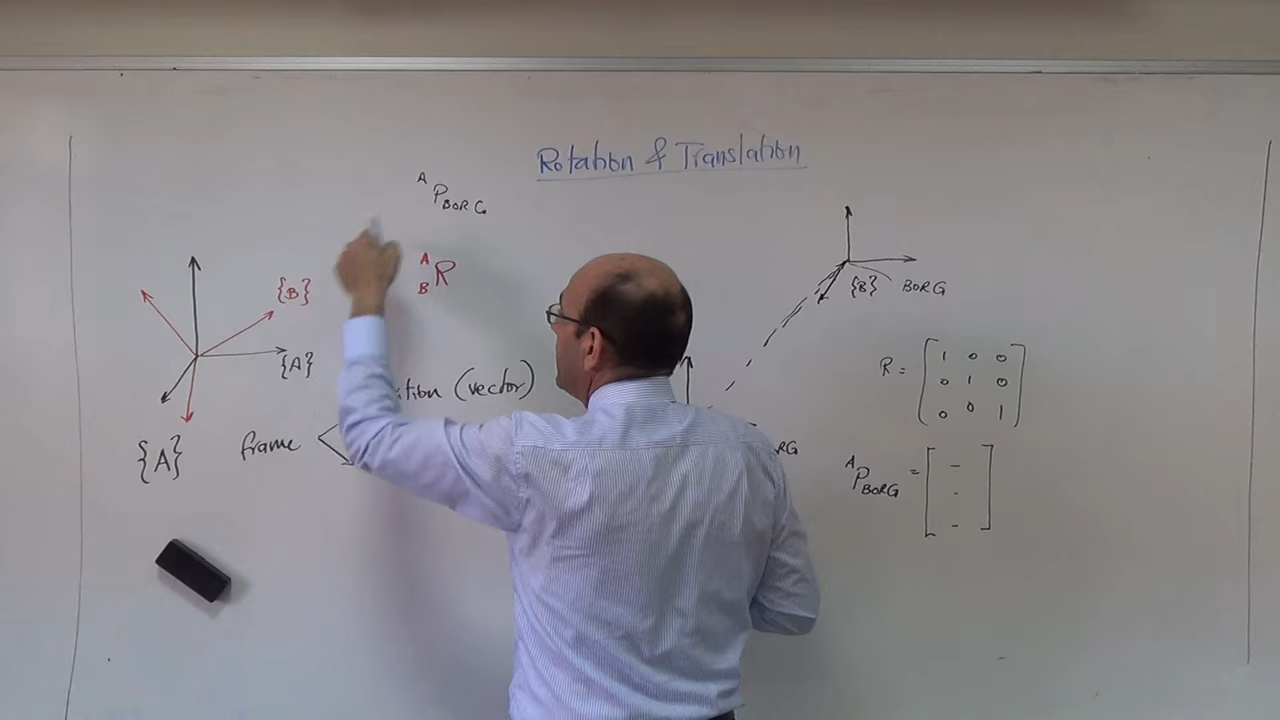 Rotation & Translation
A P BORG
A B R
{B}
{A}
{A}
frame
(vector)
{B} BORG
R = [ 1 0 0
0 1 0
0 0 1 ]
A P BORG = [ -
.
- ]